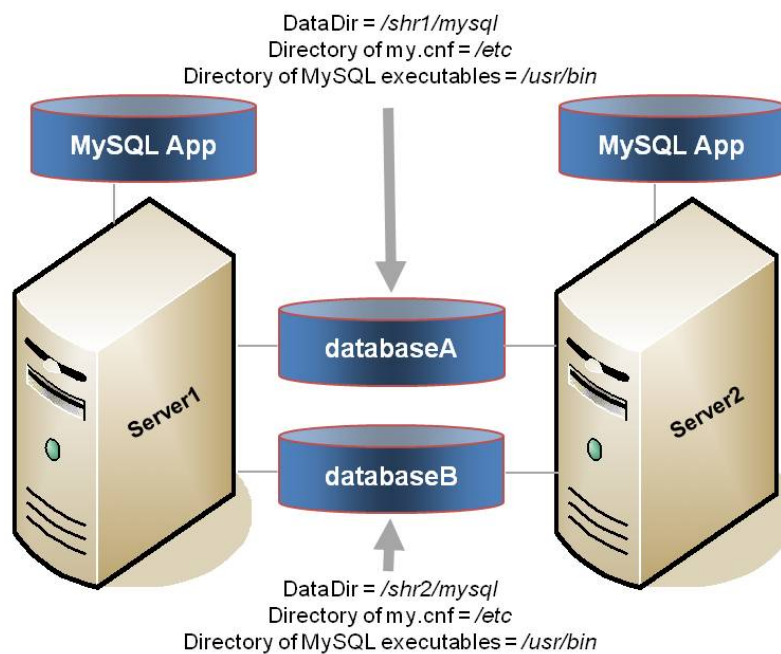 DataDir = /shr1/mysql
Directory of my.cnf = /etc
Directory of MySQL executables = /usr/bin
MySQL App
MySQL App
databaseA
Server1
Server2
databaseB
DataDir = /shr2/mysql
Directory of my.cnf = /etc
Directory of MySQL executables = /usr/bin